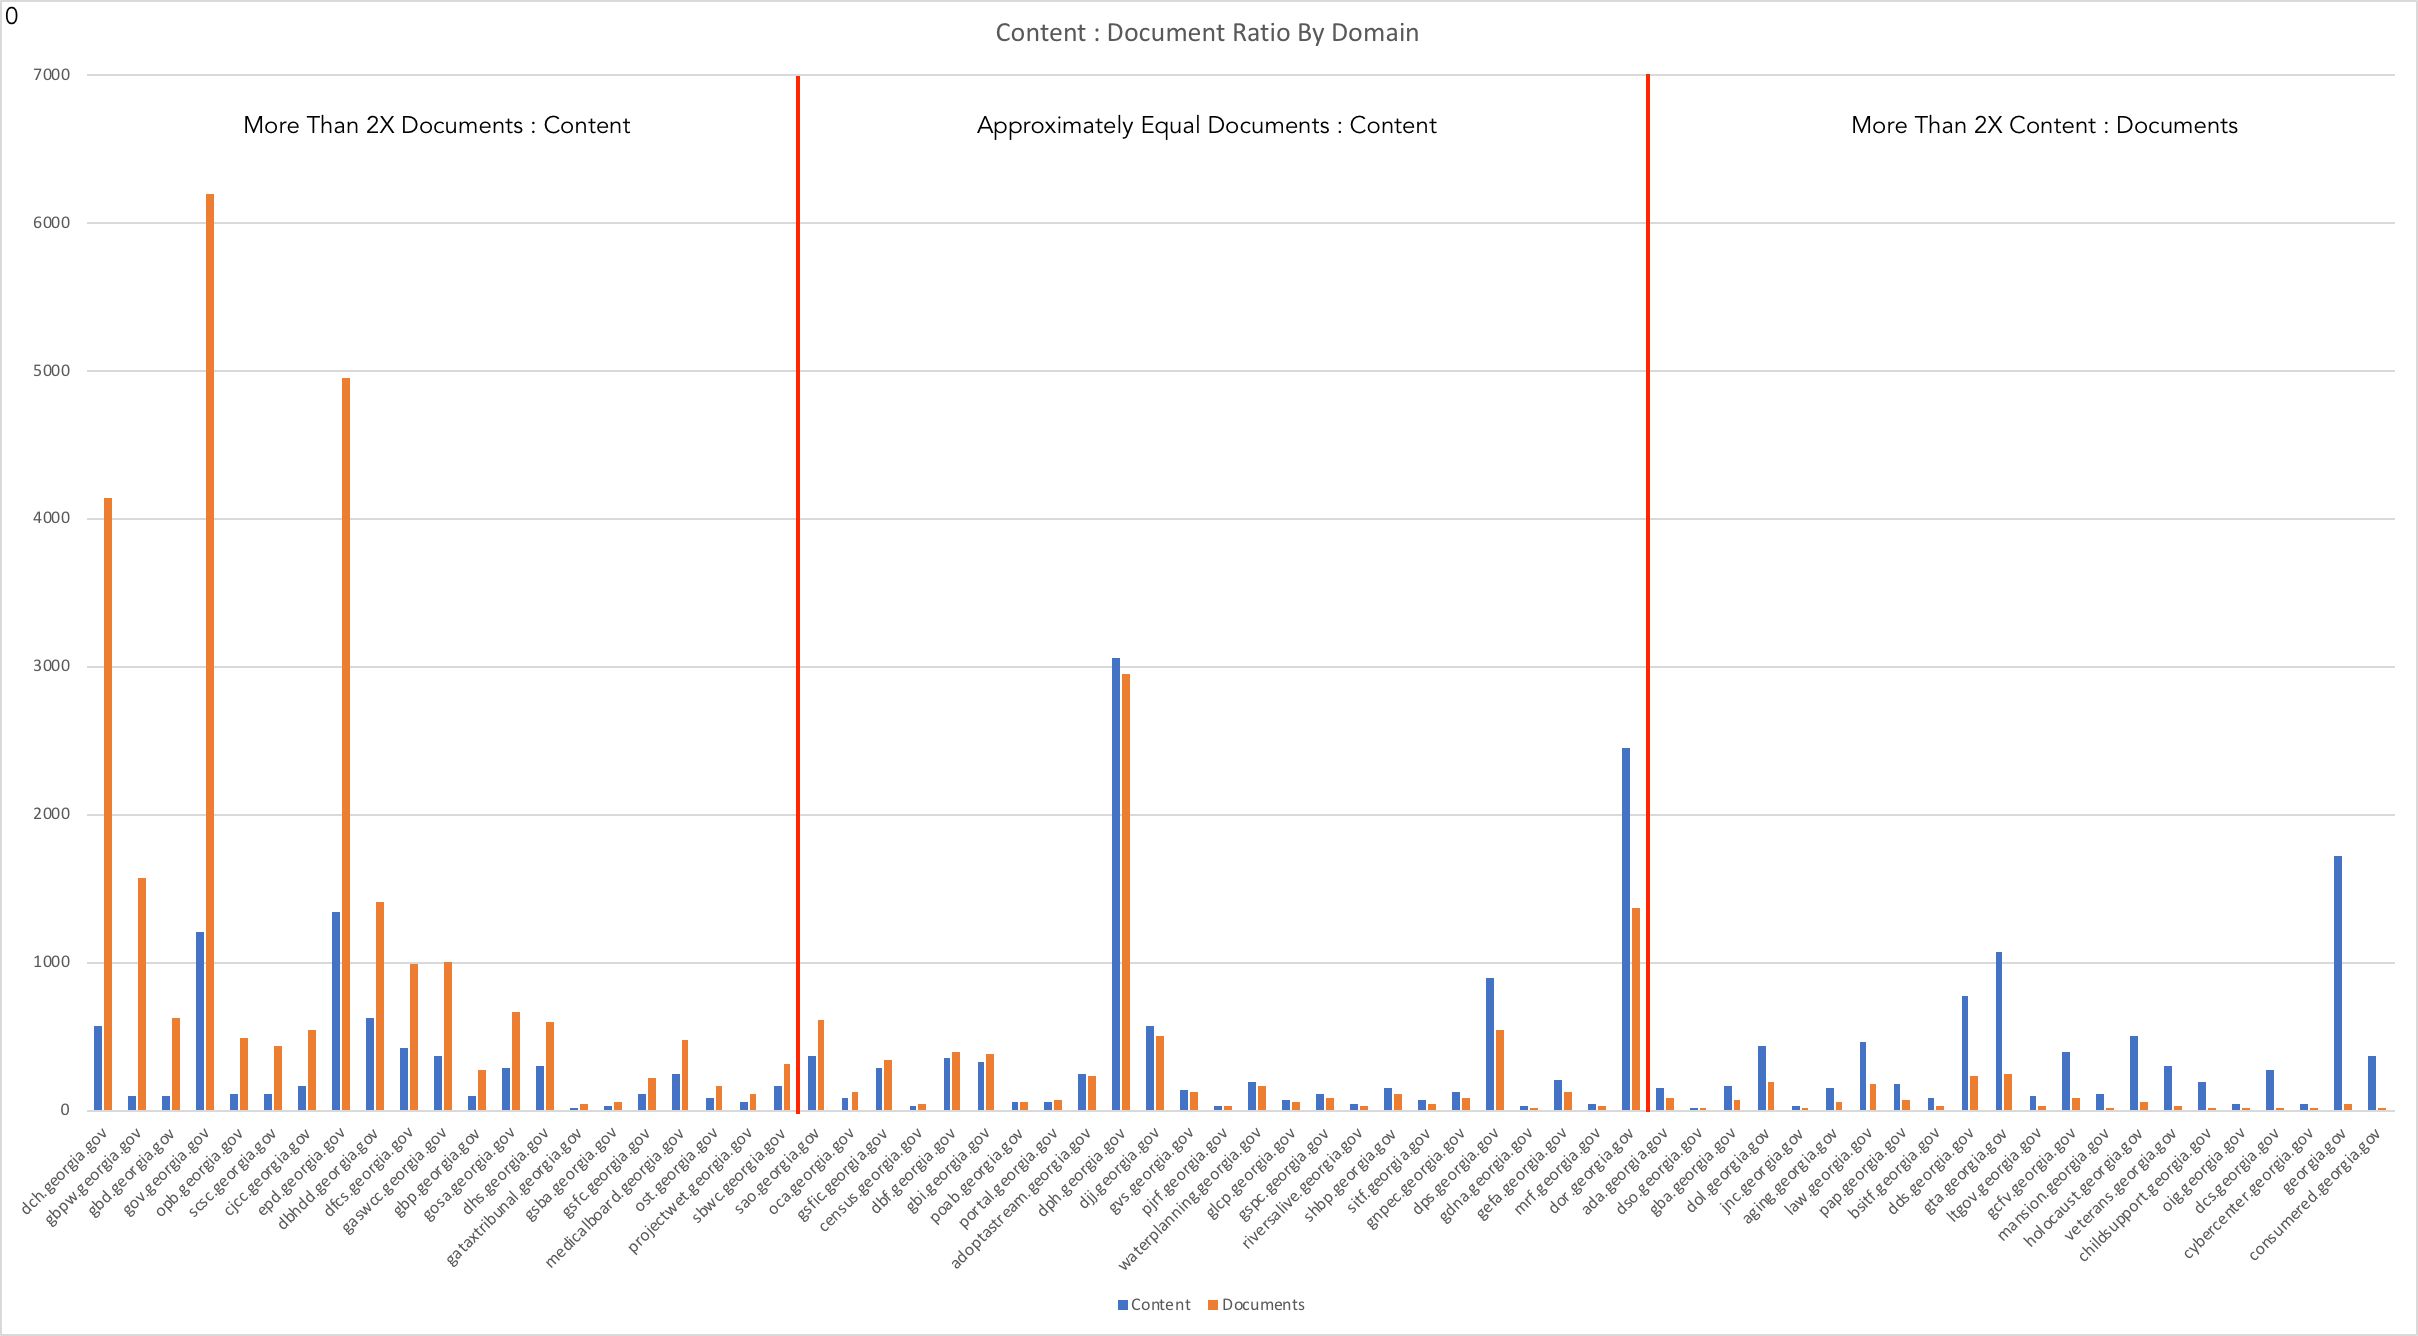 0
Content : Document Ratio By Domain
7000
6000
5000
4000
3000
2000
1000
0
More Than 2X Documents : Content
Approximately Equal Documents : Content
More Than 2X Content : Documents
dch.georgia.gov
gbpw.georgia.gov
gbd.georgia.gov
gov.georgia.gov
opb.georgia.gov
scsc.georgia.gov
cjcc.georgia.gov
epd.georgia.gov
dbhdd.georgia.gov
dfcs.georgia.gov
gaswcc.georgia.gov
gbp.georgia.gov
gosa.georgia.gov
dhs.georgia.gov
gataxtribunal.georgia.gov
gsba.georgia.gov
gsfc.georgia.gov
medicalboard.georgia.gov
ost.georgia.gov
projectwet.georgia.gov
sbwc.georgia.gov
sao.georgia.gov
oca.georgia.gov
gsfic.georgia.gov
census.georgia.gov
dbf.georgia.gov
gbi.georgia.gov
poab.georgia.gov
portal.georgia.gov
adoptastream.georgia.gov
dph.georgia.gov
djj.georgia.gov
gvs.georgia.gov
pjrf.georgia.gov
waterplanning.georgia.gov
glcp.georgia.gov
gspc.georgia.gov
riversalive.georgia.gov
shbp.georgia.gov
sitf.georgia.gov
gnpec.georgia.gov
dps.georgia.gov
gdna.georgia.gov
gefa.georgia.gov
mrf.georgia.gov
dor.georgia.gov
ada.georgia.gov
dso.georgia.gov
gba.georgia.gov
dol.georgia.gov
jnc.georgia.gov
aging.georgia.gov
law.georgia.gov
pap.georgia.gov
bsitf.georgia.gov
dds.georgia.gov
gta.georgia.gov
ltgov.georgia.gov
gcfv.georgia.gov
mansion.georgia.gov
holocaust.georgia.gov
veterans.georgia.gov
childsupport.georgia.gov
oig.georgia.gov
dcs.georgia.gov
cybercenter.georgia.gov
georgia.gov
consumered.georgia.gov
Content
Documents